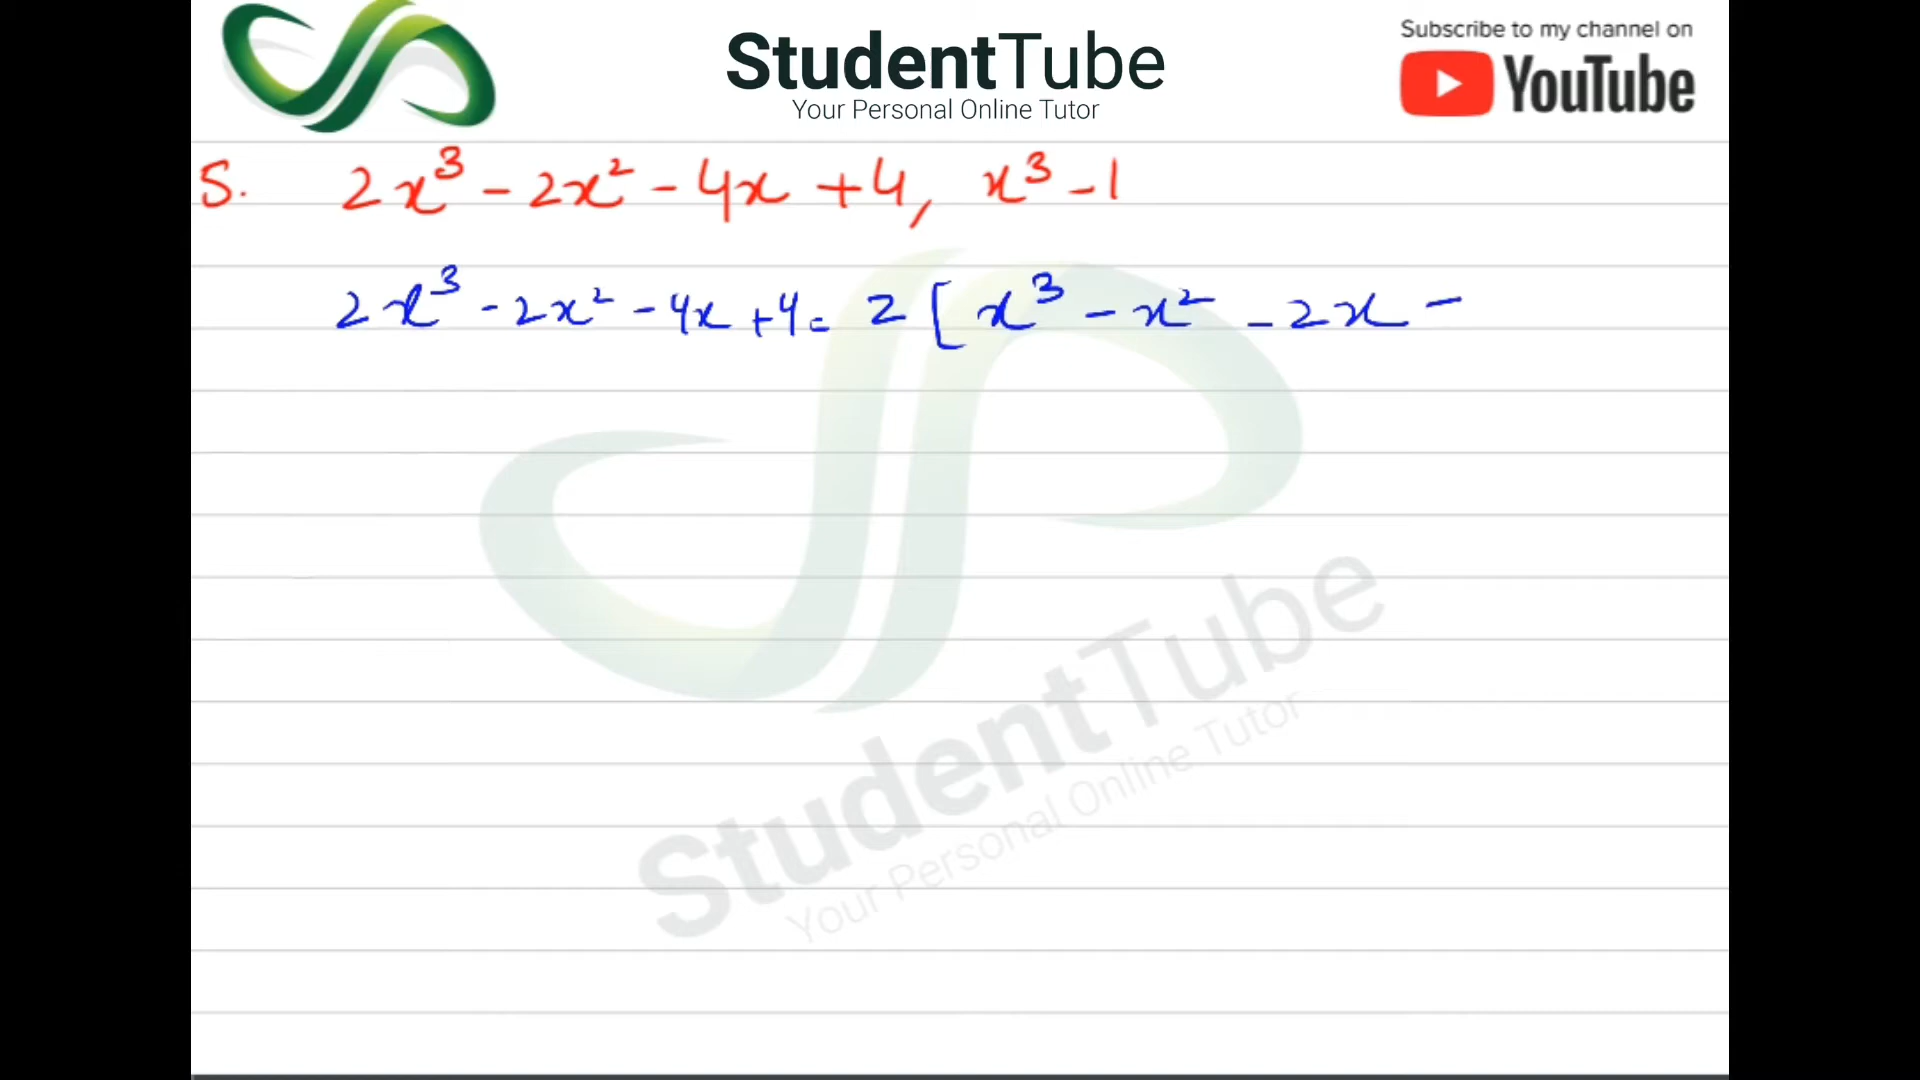 Subscribe to my channel on
StudentTube
YouTube
Your Personal Online Tutor
5. 2x³ - 2x² - 4x + 4, x³ - 1
2x³ - 2x² - 4x + 4 = 2 [ x³ - x² - 2x -
StudentTube
Your Personal Online Tutor